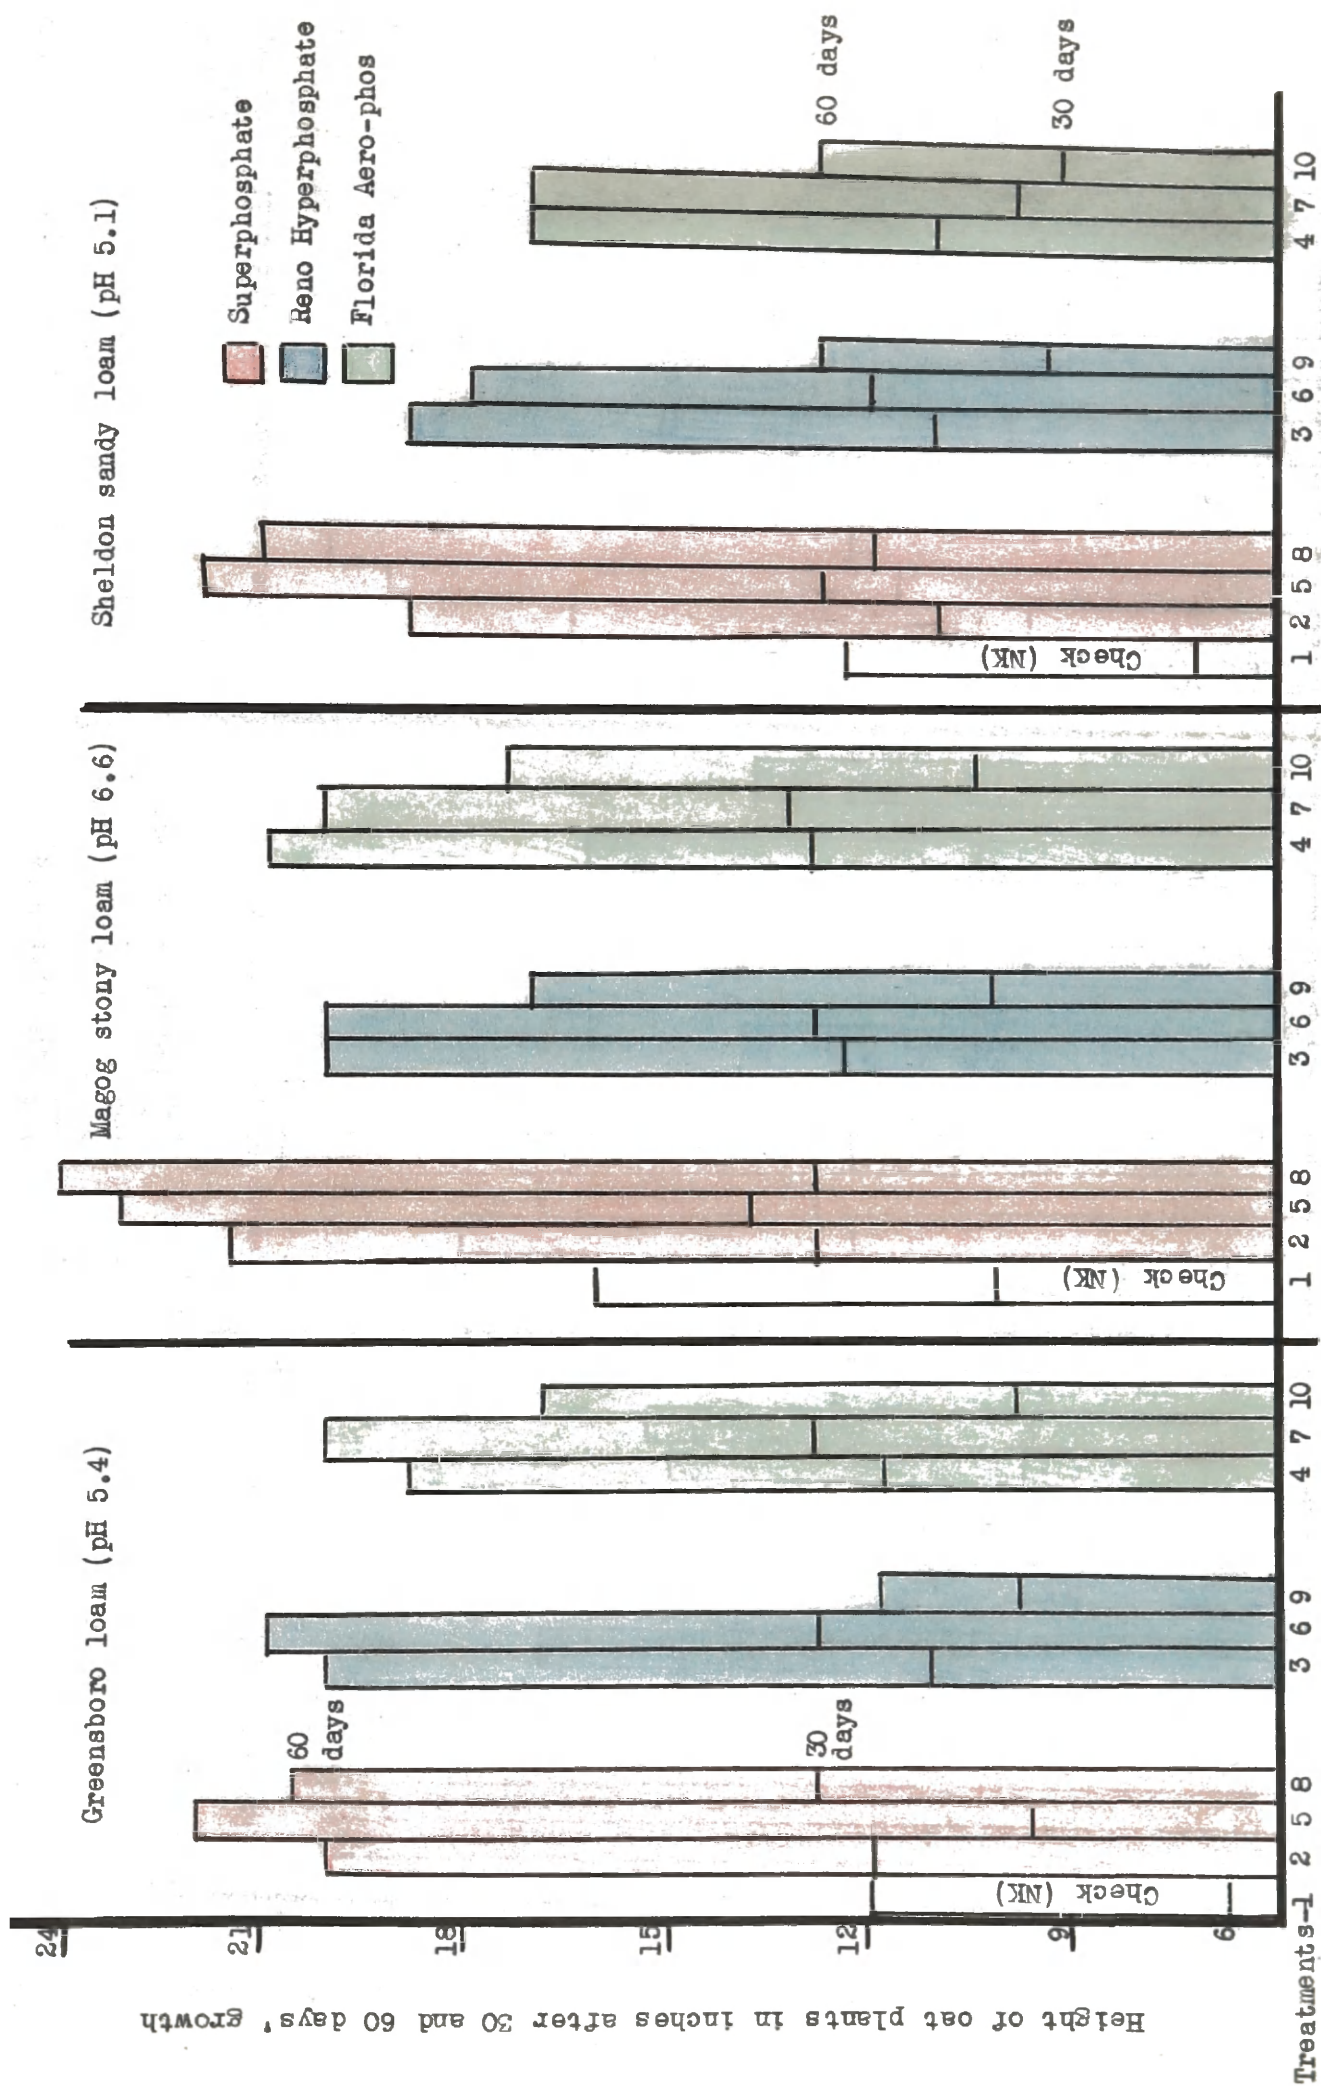 Greensboro loam (pH 5.4)
Magog stony loam (pH 6.6)
Sheldon sandy loam (pH 5.1)
Superphosphate
Reno Hyperphosphate
Florida Aero-phos
Height of oat plants in inches after 30 and 60 days' growth
24
21
18
15
12
9
6
60
days
30
days
60 days
30 days
Check (NK)
Check (NK)
Check (NK)
Treatments-1 2 5 8 3 6 9 4 7 10 1 2 5 8 3 6 9 4 7 10 1 2 5 8 3 6 9 4 7 10